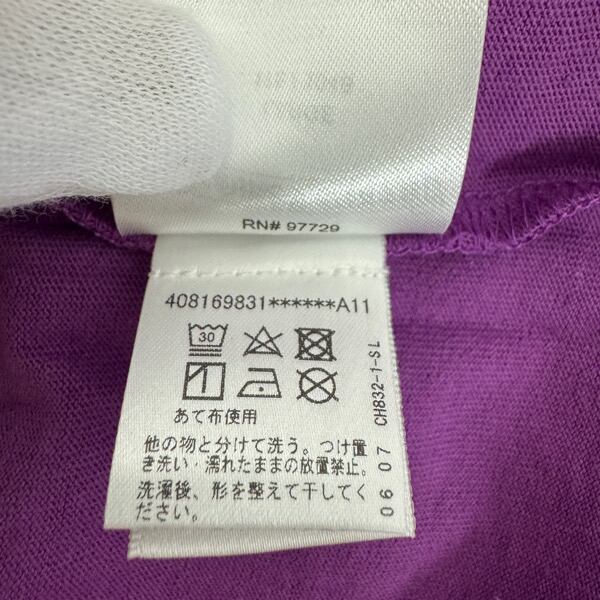 RN# 97729
408169831******A11
30
あて布使用
他の物と分けて洗う。つけ置
き洗い・濡れたままの放置禁止。
洗濯後、形を整えて干してく
ださい。
CH832-1-SL
06 07